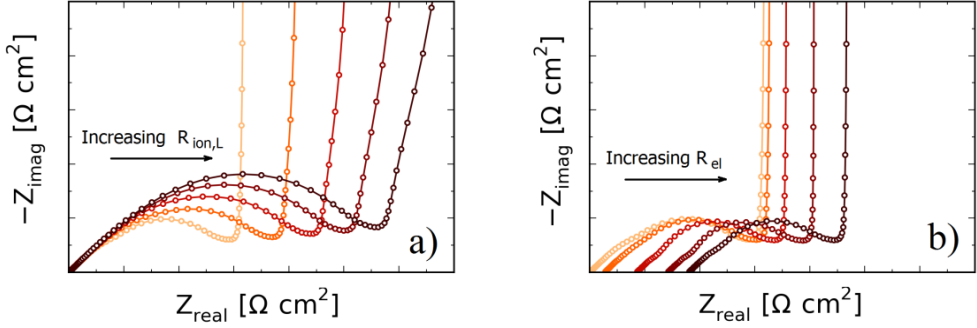 −Z_imag [Ω cm²]
Increasing R_ion,L
a)
Z_real [Ω cm²]
−Z_imag [Ω cm²]
Increasing R_el
b)
Z_real [Ω cm²]